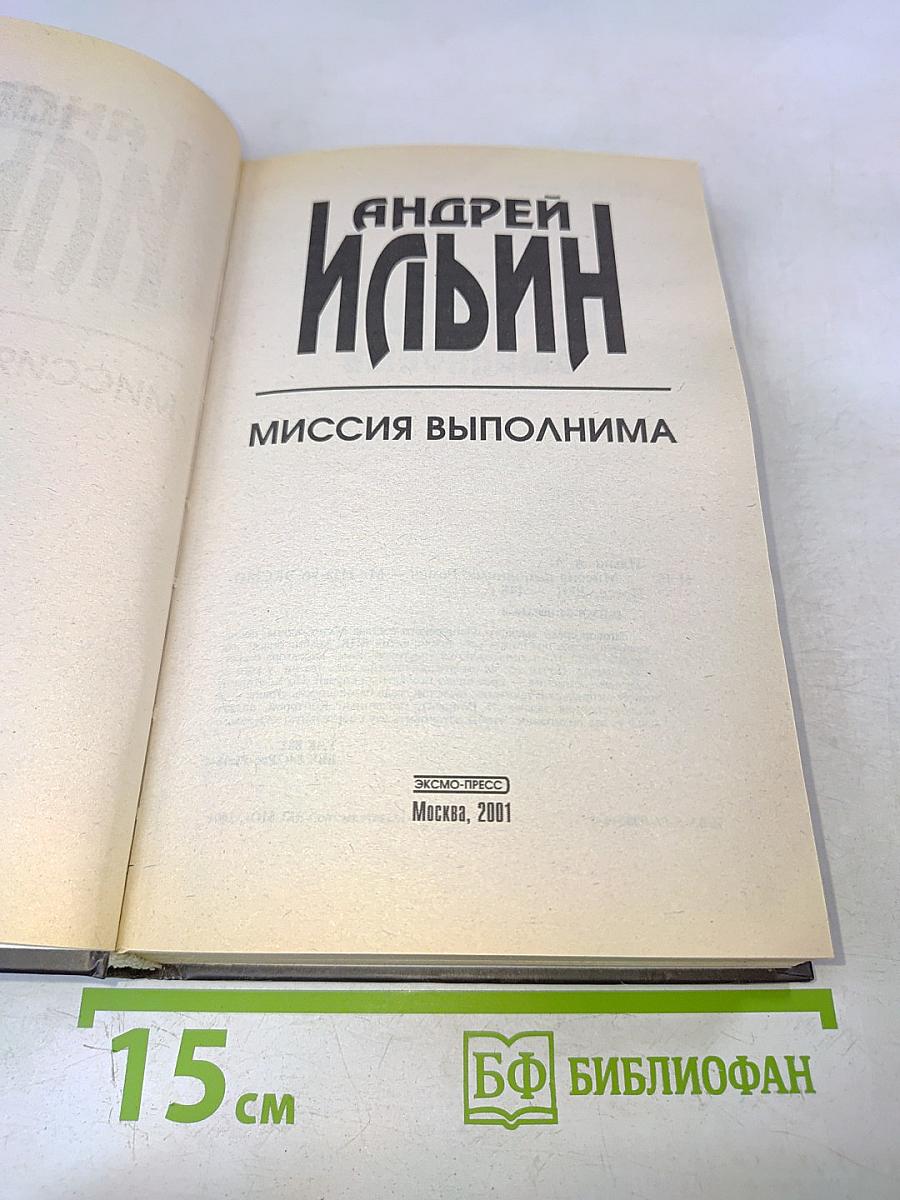 АНДРЕЙ
ИЛЬИН
МИССИЯ ВЫПОЛНИМА
ЭКСМО-ПРЕСС
Москва, 2001
15 см
БФ БИБЛИОФАН